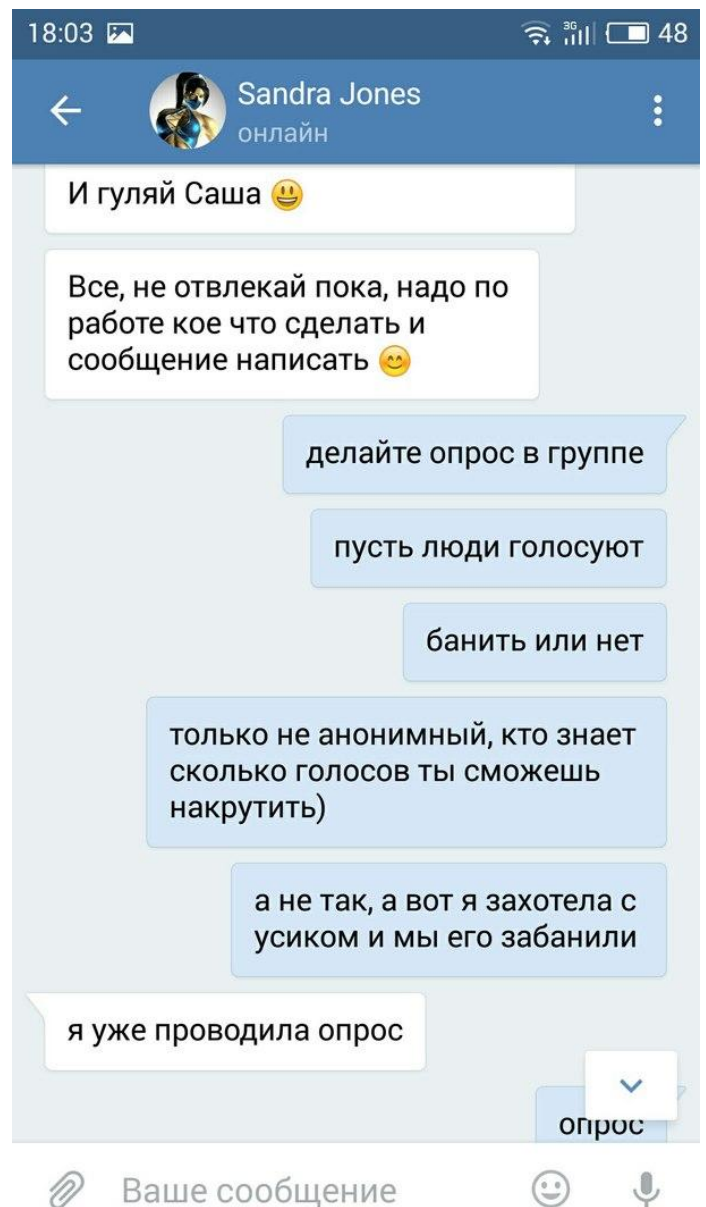 18:03 3G 48
Sandra Jones
онлайн
И гуляй Саша 😃
Все, не отвлекай пока, надо по
работе кое что сделать и
сообщение написать 😊
делайте опрос в группе
пусть люди голосуют
банить или нет
только не анонимный, кто знает
сколько голосов ты сможешь
накрутить)
а не так, а вот я захотела с
усиком и мы его забанили
я уже проводила опрос
опрос
Ваше сообщение